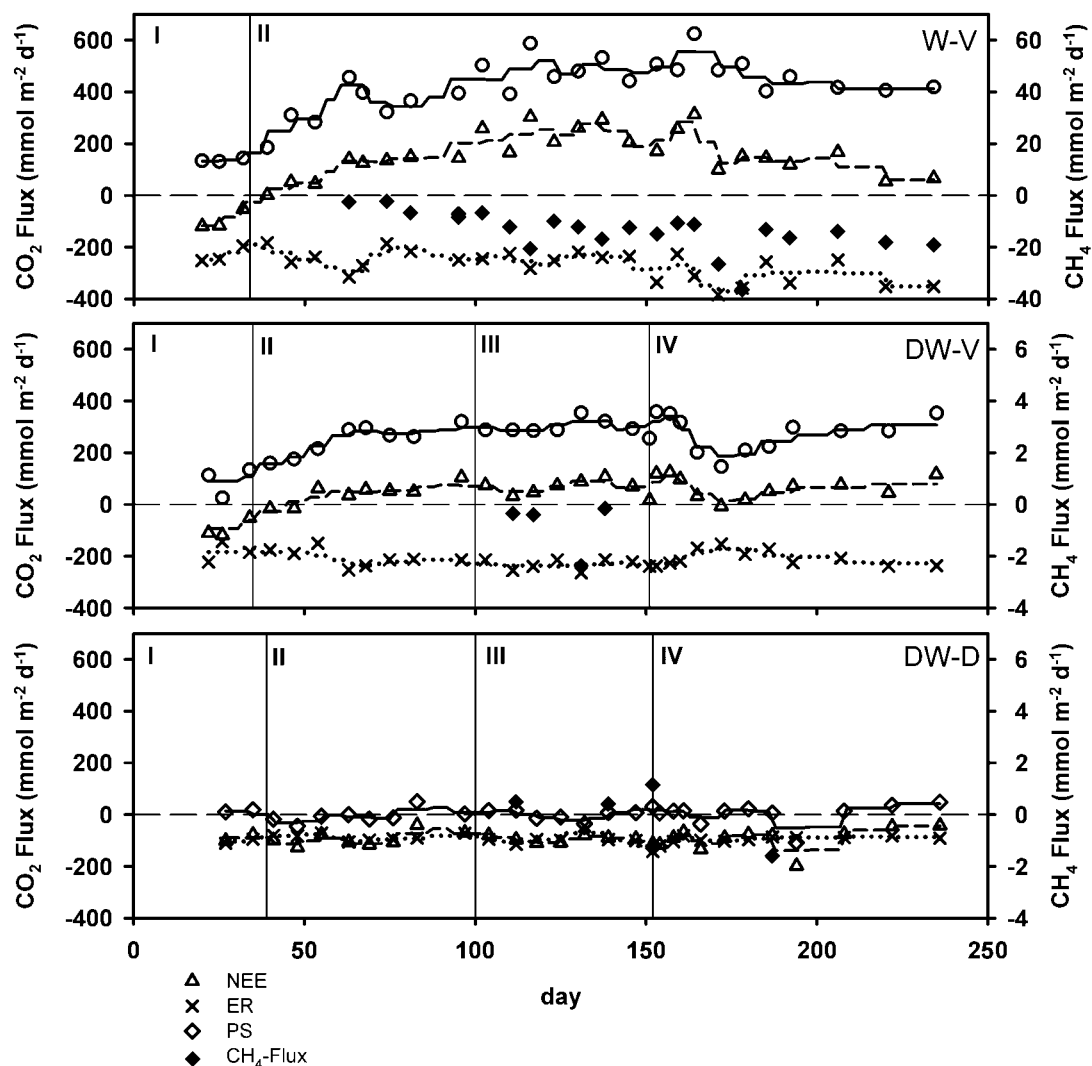 I II W-V
CO2 Flux (mmol m-2 d-1)
600 400 200 0 -200 -400
60 40 20 0 -20 -40
CH4 Flux (mmol m-2 d-1)
I II III IV DW-V
CO2 Flux (mmol m-2 d-1)
600 400 200 0 -200 -400
6 4 2 0 -2 -4
CH4 Flux (mmol m-2 d-1)
I II III IV DW-D
CO2 Flux (mmol m-2 d-1)
600 400 200 0 -200 -400
6 4 2 0 -2 -4
CH4 Flux (mmol m-2 d-1)
0 50 100 150 200 250
day
NEE
ER
PS
CH4-Flux